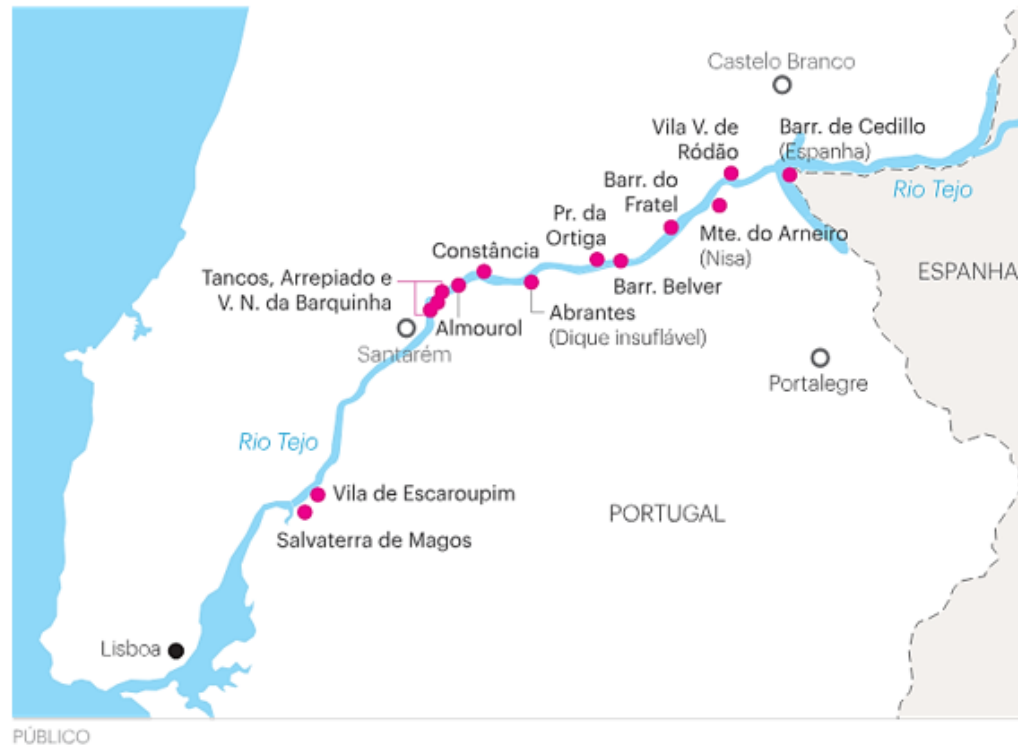 Castelo Branco
Vila V. de
Ródão
Barr. de Cedillo
(Espanha)
Rio Tejo
Barr. do
Fratel
Mte. do Arneiro
(Nisa)
Pr. da
Ortiga
Constância
Barr. Belver
ESPANHA
Tancos, Arrepiado e
V. N. da Barquinha
Almourol
Abrantes
(Dique insuflável)
Santarém
Portalegre
Rio Tejo
Vila de Escaroupim
PORTUGAL
Salvaterra de Magos
Lisboa
PÚBLICO